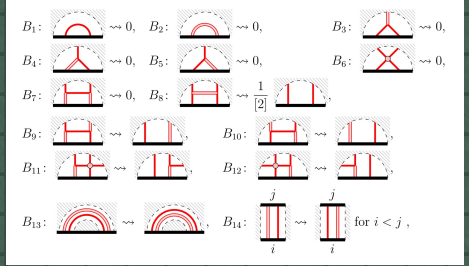 B₁: ⇝ 0, B₂: ⇝ 0, B₃: ⇝ 0,
B₄: ⇝ 0, B₅: ⇝ 0, B₆: ⇝ 0,
B₇: ⇝ 0, B₈: ⇝ 1/[2] ,
B₉: ⇝ , B₁₀: ⇝ ,
B₁₁: ⇝ , B₁₂: ⇝ ,
j j
B₁₃: ⇝ , B₁₄: ⇝ for i < j ,
i i